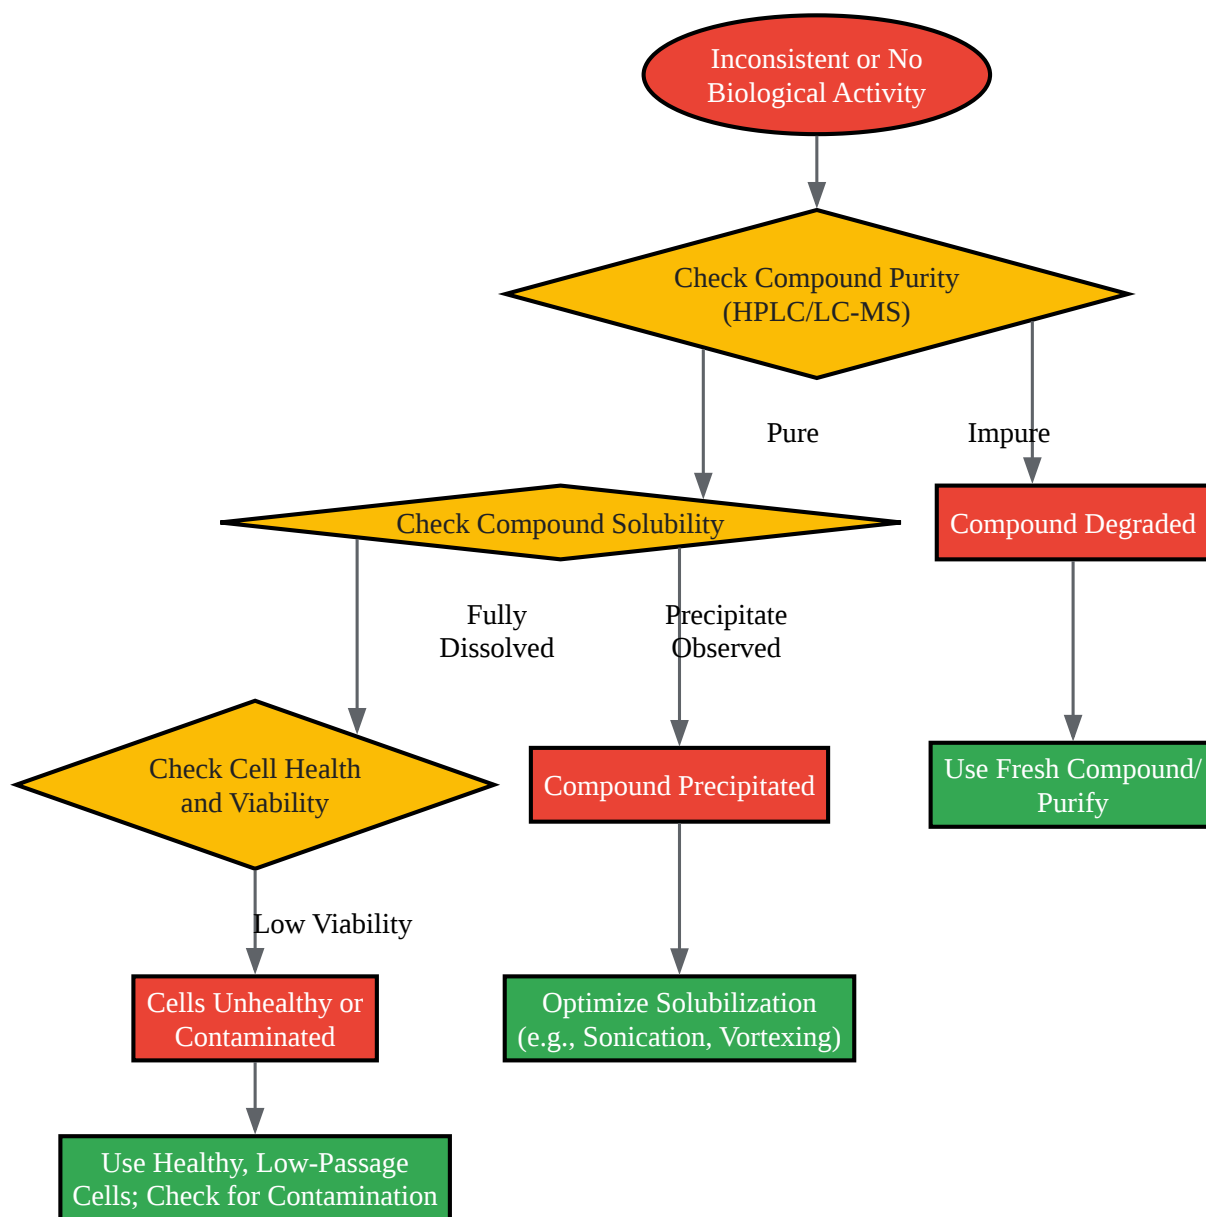 Inconsistent or No
Biological Activity
Check Compound Purity
(HPLC/LC-MS)
Pure
Impure
Check Compound Solubility
Compound Degraded
Fully
Dissolved
Precipitate
Observed
Check Cell Health
and Viability
Compound Precipitated
Use Fresh Compound/
Purify
Low Viability
Cells Unhealthy or
Contaminated
Optimize Solubilization
(e.g., Sonication, Vortexing)
Use Healthy, Low-Passage
Cells; Check for Contamination